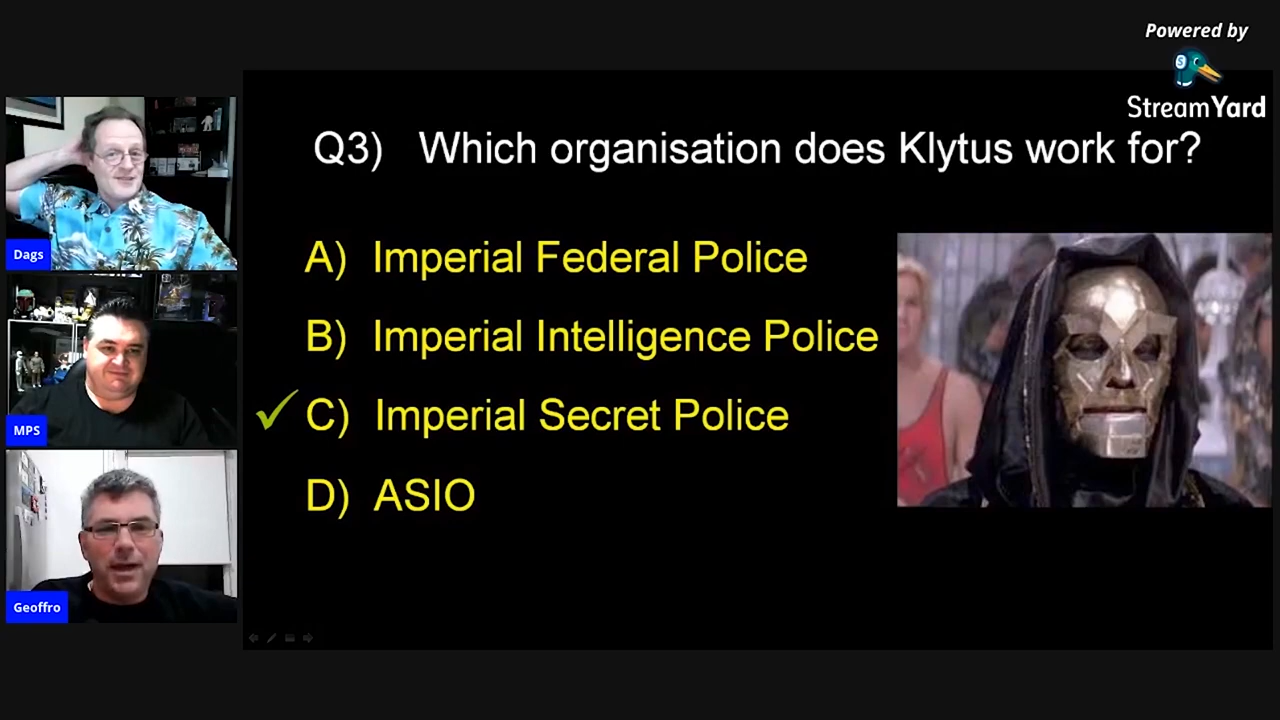 Powered by
StreamYard
Q3) Which organisation does Klytus work for?
A) Imperial Federal Police
B) Imperial Intelligence Police
C) Imperial Secret Police
D) ASIO
Dags
MPS
Geoffro